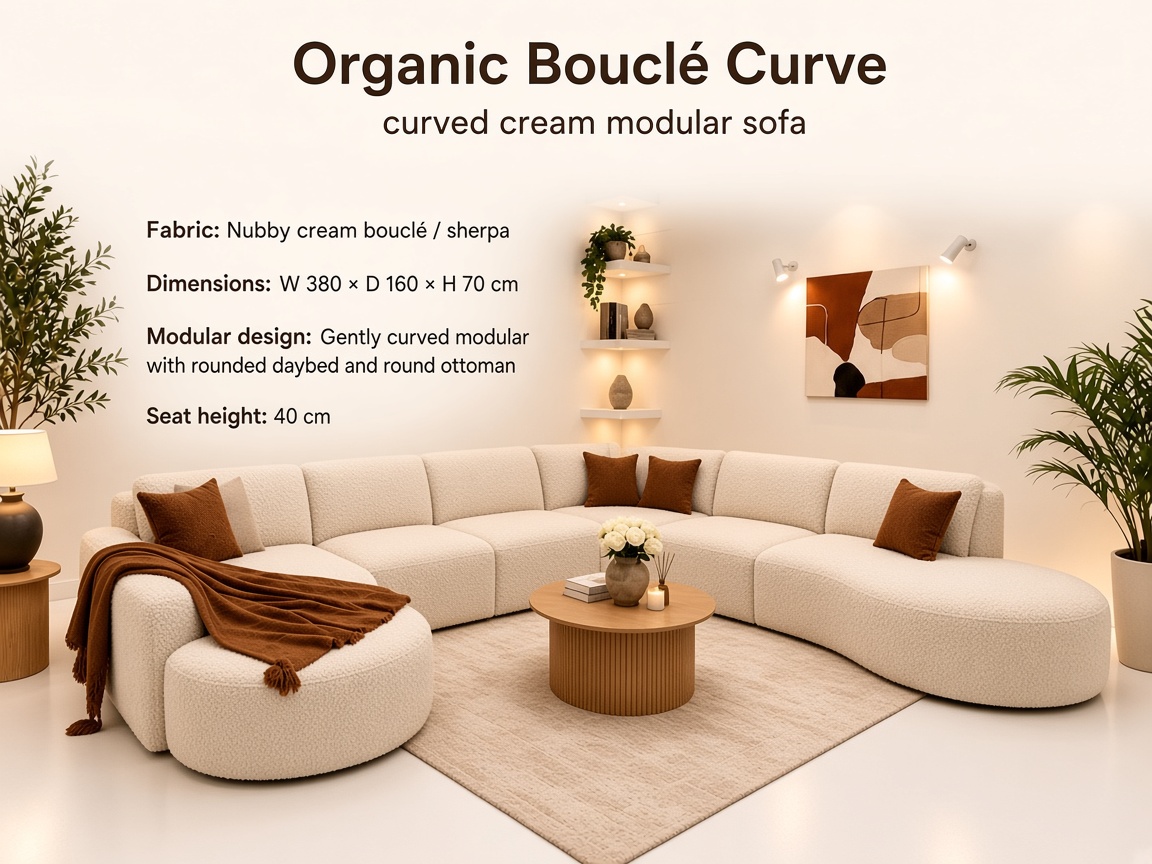 Organic Bouclé Curve
curved cream modular sofa
Fabric: Nubby cream bouclé / sherpa
Dimensions: W 380 × D 160 × H 70 cm
Modular design: Gently curved modular
with rounded daybed and round ottoman
Seat height: 40 cm